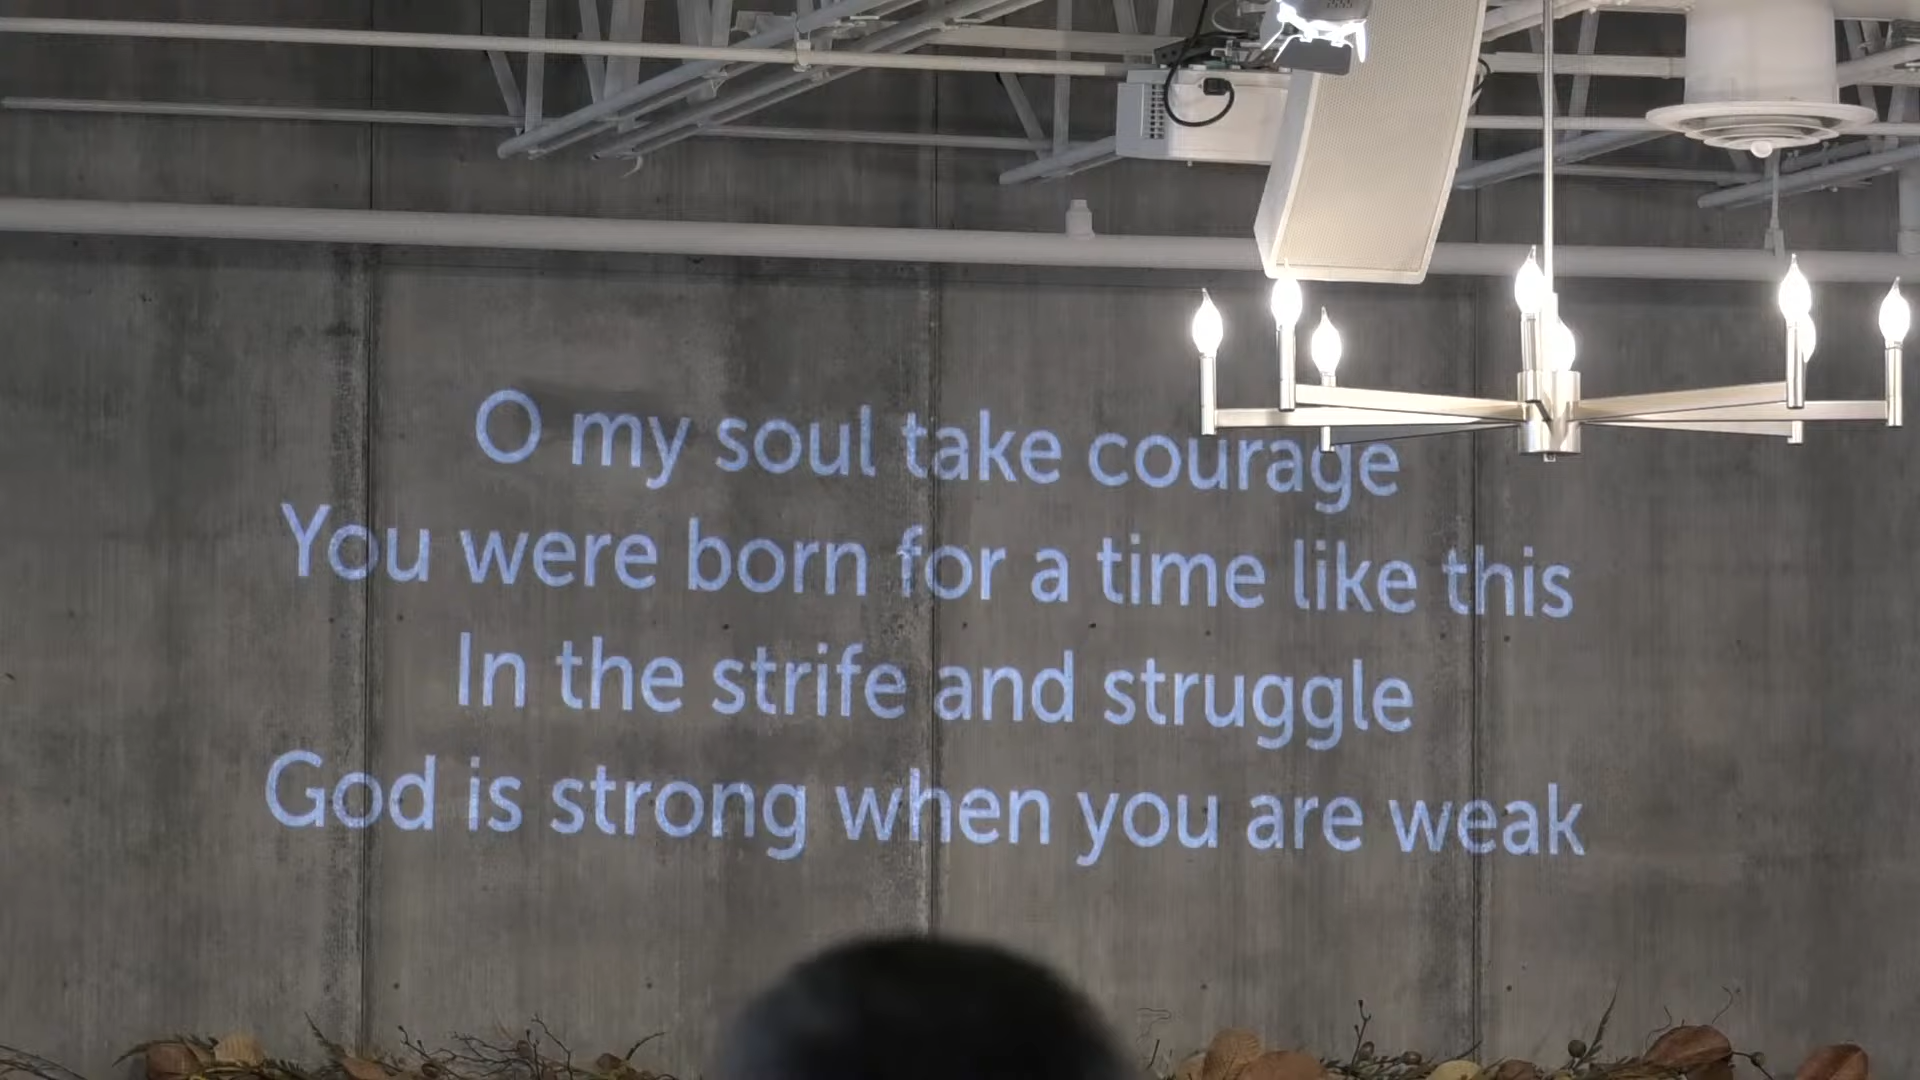 O my soul take courage
You were born for a time like this
In the strife and struggle
God is strong when you are weak